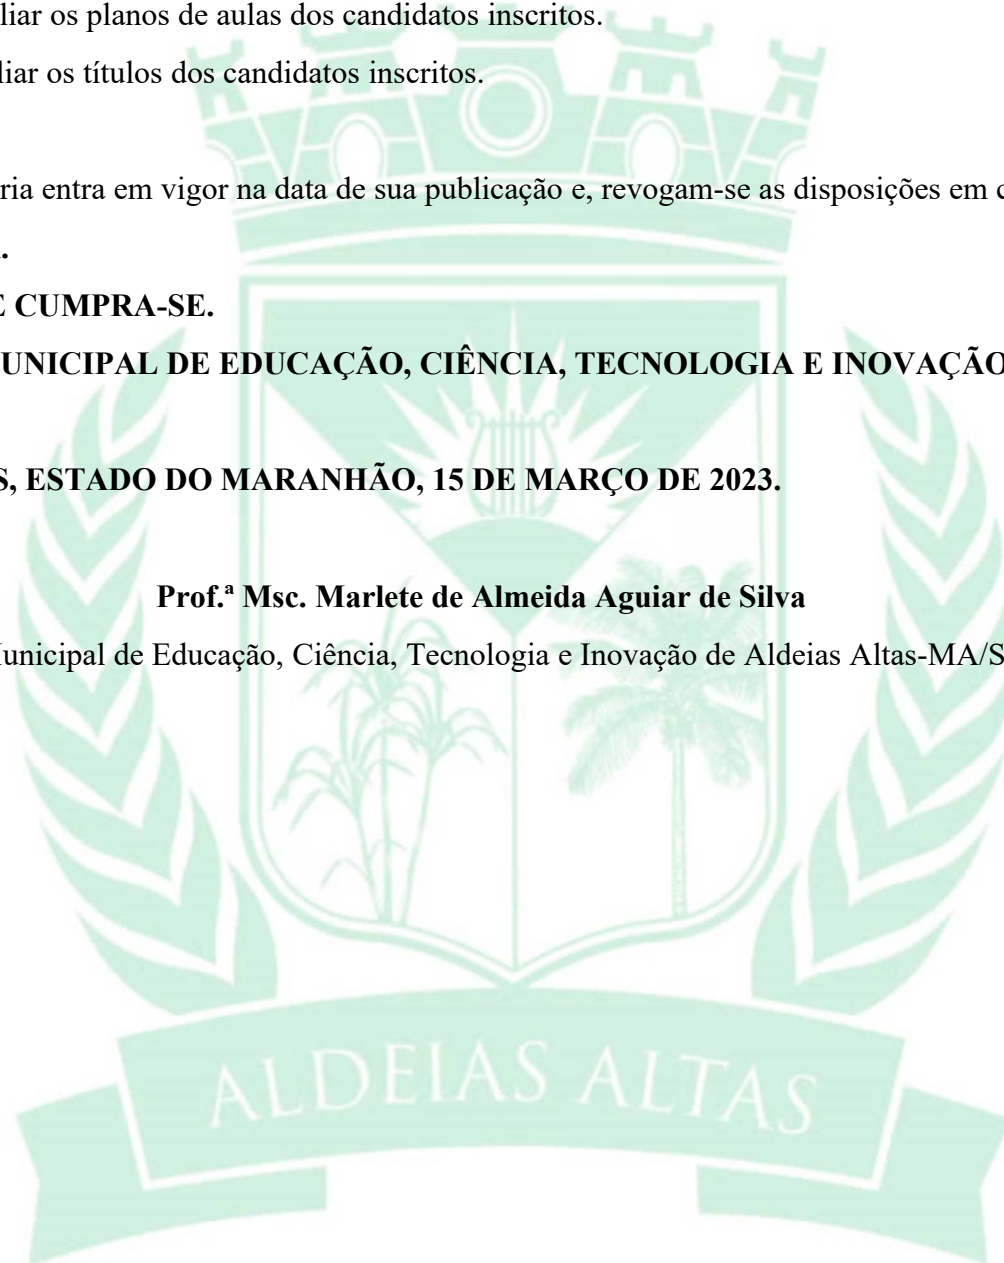 liar os planos de aulas dos candidatos inscritos.
liar os títulos dos candidatos inscritos.
ria entra em vigor na data de sua publicação e, revogam-se as disposições em c
.
E CUMPRA-SE.
UNICIPAL DE EDUCAÇÃO, CIÊNCIA, TECNOLOGIA E INOVAÇÃO
S, ESTADO DO MARANHÃO, 15 DE MARÇO DE 2023.
Prof.ª Msc. Marlete de Almeida Aguiar de Silva
unicipal de Educação, Ciência, Tecnologia e Inovação de Aldeias Altas-MA/S
ALDEIAS ALTAS